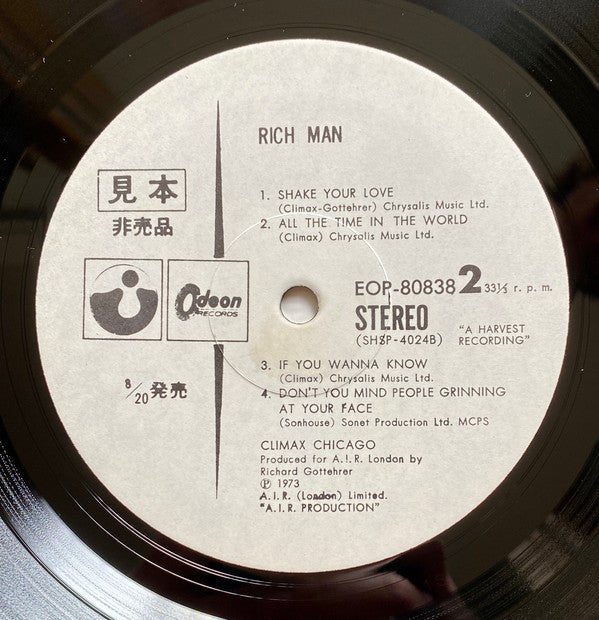 RICH MAN
見本
非売品
1. SHAKE YOUR LOVE
(Climax-Gottehrer) Chrysalis Music Ltd.
2. ALL THE TIME IN THE WORLD
(Climax) Chrysalis Music Ltd.
Odeon
RECORDS
EOP-80838 2 33⅓ r. p. m.
STEREO
(SHSP-4024B)
"A HARVEST
RECORDING"
8/20 発売
3. IF YOU WANNA KNOW
(Climax) Chrysalis Music Ltd.
4. DON'T YOU MIND PEOPLE GRINNING
AT YOUR FACE
(Sonhouse) Sonet Production Ltd. MCPS
CLIMAX CHICAGO
Produced for A.I.R. London by
Richard Gottehrer
℗ 1973
A.I.R. (London) Limited.
"A.I.R. PRODUCTION"